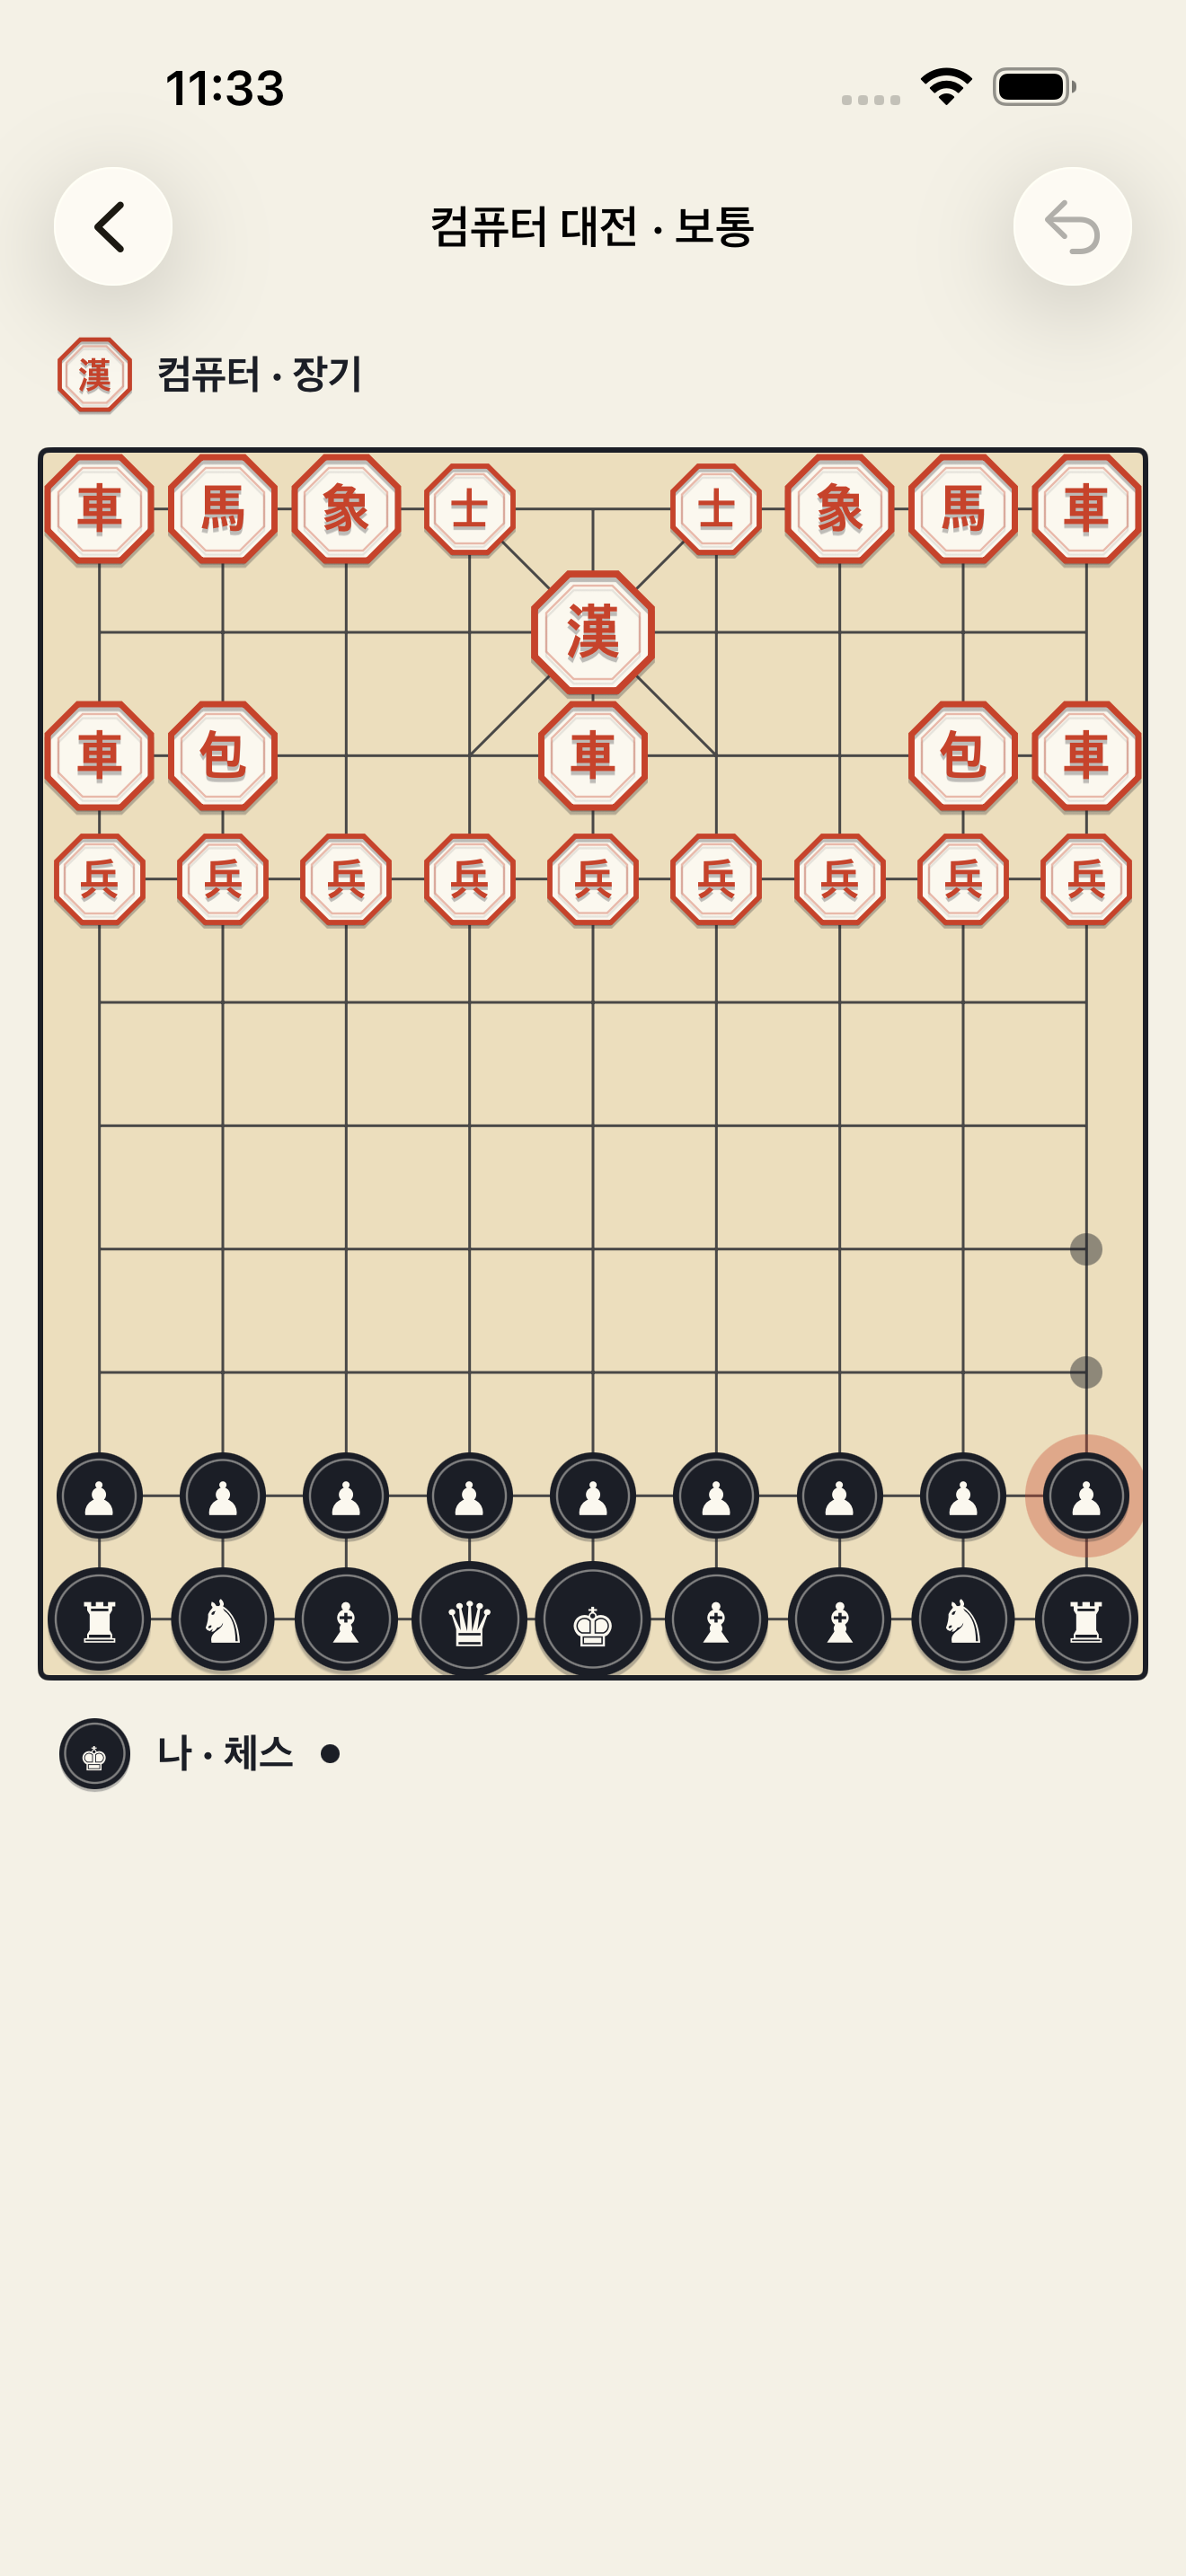 11:33
컴퓨터 대전 · 보통
漢 컴퓨터 · 장기
車 馬 象 士 士 象 馬 車
漢
車 包 車 包 車
兵 兵 兵 兵 兵 兵 兵 兵 兵
나 · 체스